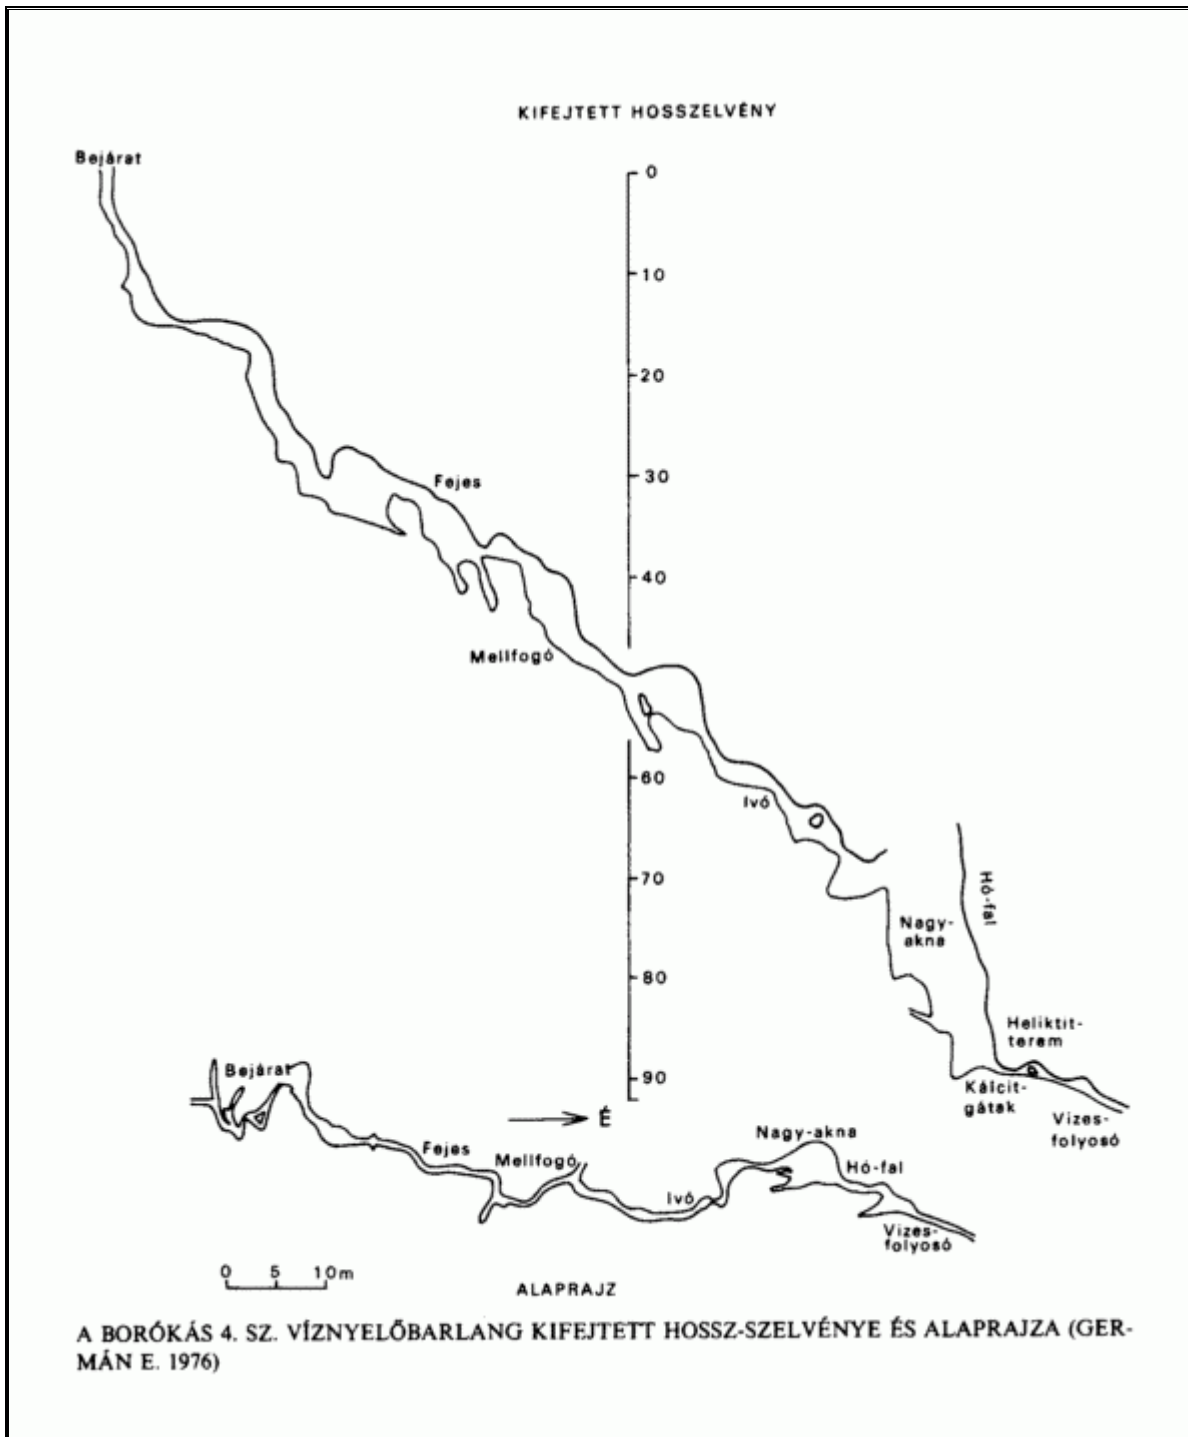 KIFEJTETT HOSSZELVÉNY
Bejárat
0
10
20
30
Fejes
40
Mellfogó
60
Ivó
70
Hó-fal
Nagy-
akna
80
Heliktit-
terem
90
Kálcit-
gátak
Vizes-
folyosó
Bejárat
É
Fejes
Mellfogó
Nagy-akna
Hó-fal
Ivó
Vizes-
folyosó
0 5 10m
ALAPRAJZ
A BORÓKÁS 4. SZ. VÍZNYELŐBARLANG KIFEJTETT HOSSZ-SZELVÉNYE ÉS ALAPRAJZA (GER-
MÁN E. 1976)